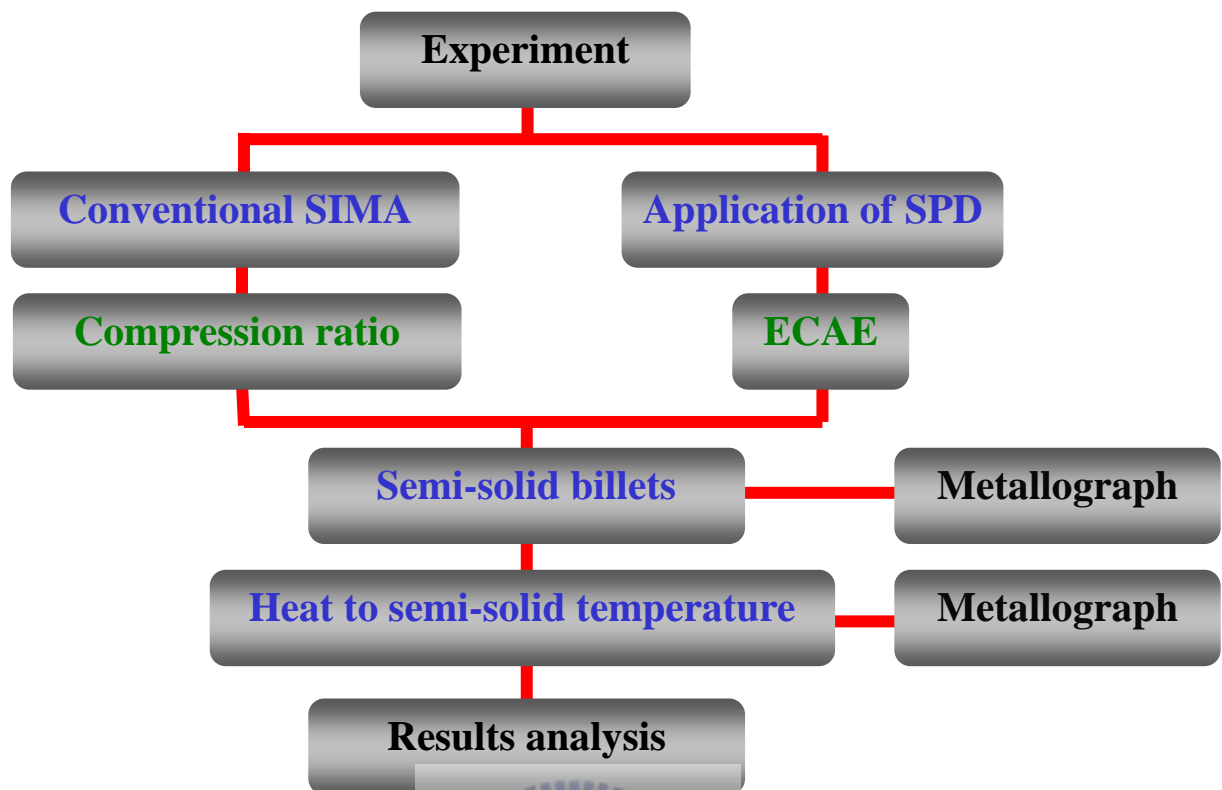 Experiment
Conventional SIMA
Application of SPD
Compression ratio
ECAE
Semi-solid billets
Metallograph
Heat to semi-solid temperature
Metallograph
Results analysis